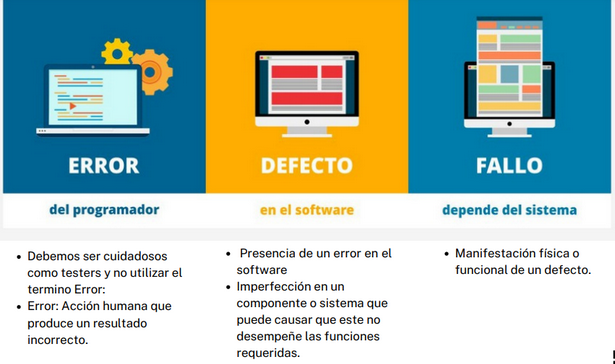 ERROR
del programador
• Debemos ser cuidadosos
como testers y no utilizar el
termino Error:
• Error: Acción humana que
produce un resultado
incorrecto.
DEFECTO
en el software
• Presencia de un error en el
software
• Imperfección en un
componente o sistema que
puede causar que este no
desempeñe las funciones
requeridas.
FALLO
depende del sistema
• Manifestación física o
funcional de un defecto.